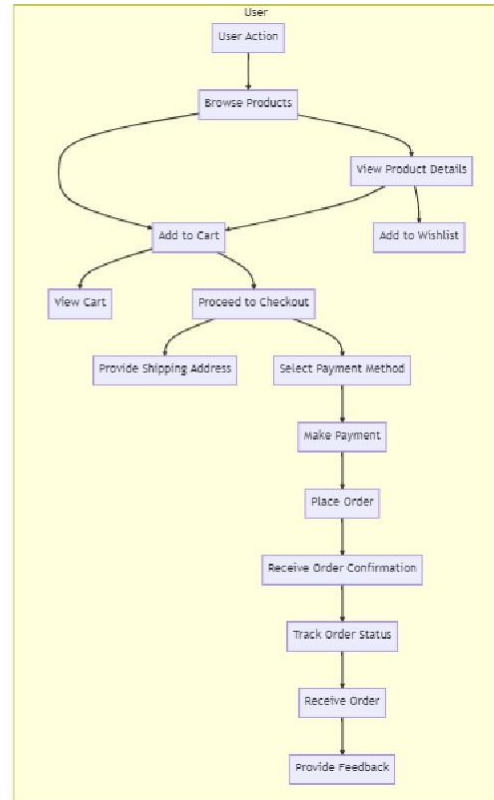 User
User Action
Browse Products
View Product Details
Add to Cart
Add to Wishlist
View Cart
Proceed to Checkout
Provide Shipping Address
Select Payment Method
Make Payment
Place Order
Receive Order Confirmation
Track Order Status
Receive Order
Provide Feedback